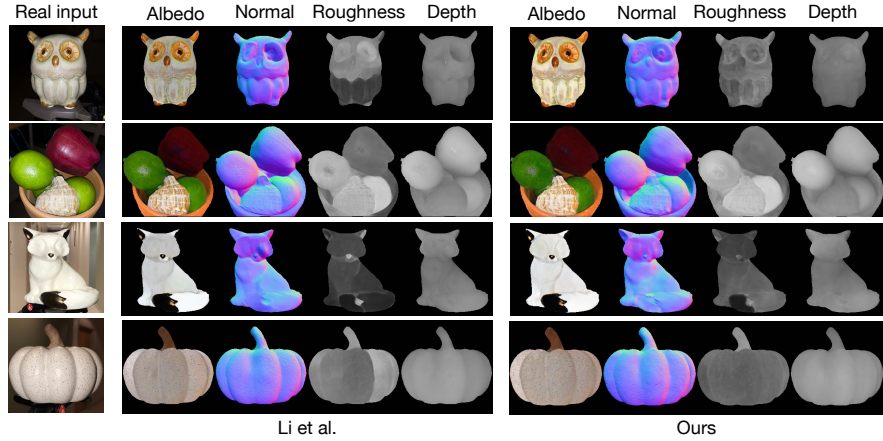 Real input Albedo Normal Roughness Depth Albedo Normal Roughness Depth
Li et al. Ours